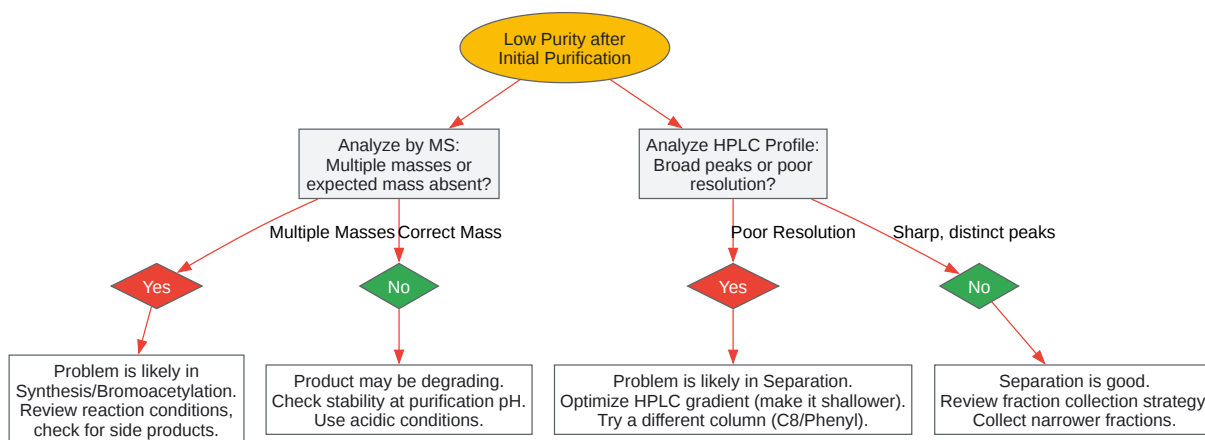 Low Purity after
Initial Purification
Analyze by MS:
Multiple masses or
expected mass absent?
Analyze HPLC Profile:
Broad peaks or poor
resolution?
Multiple Masses
Correct Mass
Poor Resolution
Sharp, distinct peaks
Yes
No
Yes
No
Problem is likely in
Synthesis/Bromoacetylation.
Review reaction conditions,
check for side products.
Product may be degrading.
Check stability at purification pH.
Use acidic conditions.
Problem is likely in Separation.
Optimize HPLC gradient (make it shallower).
Try a different column (C8/Phenyl).
Separation is good.
Review fraction collection strategy.
Collect narrower fractions.